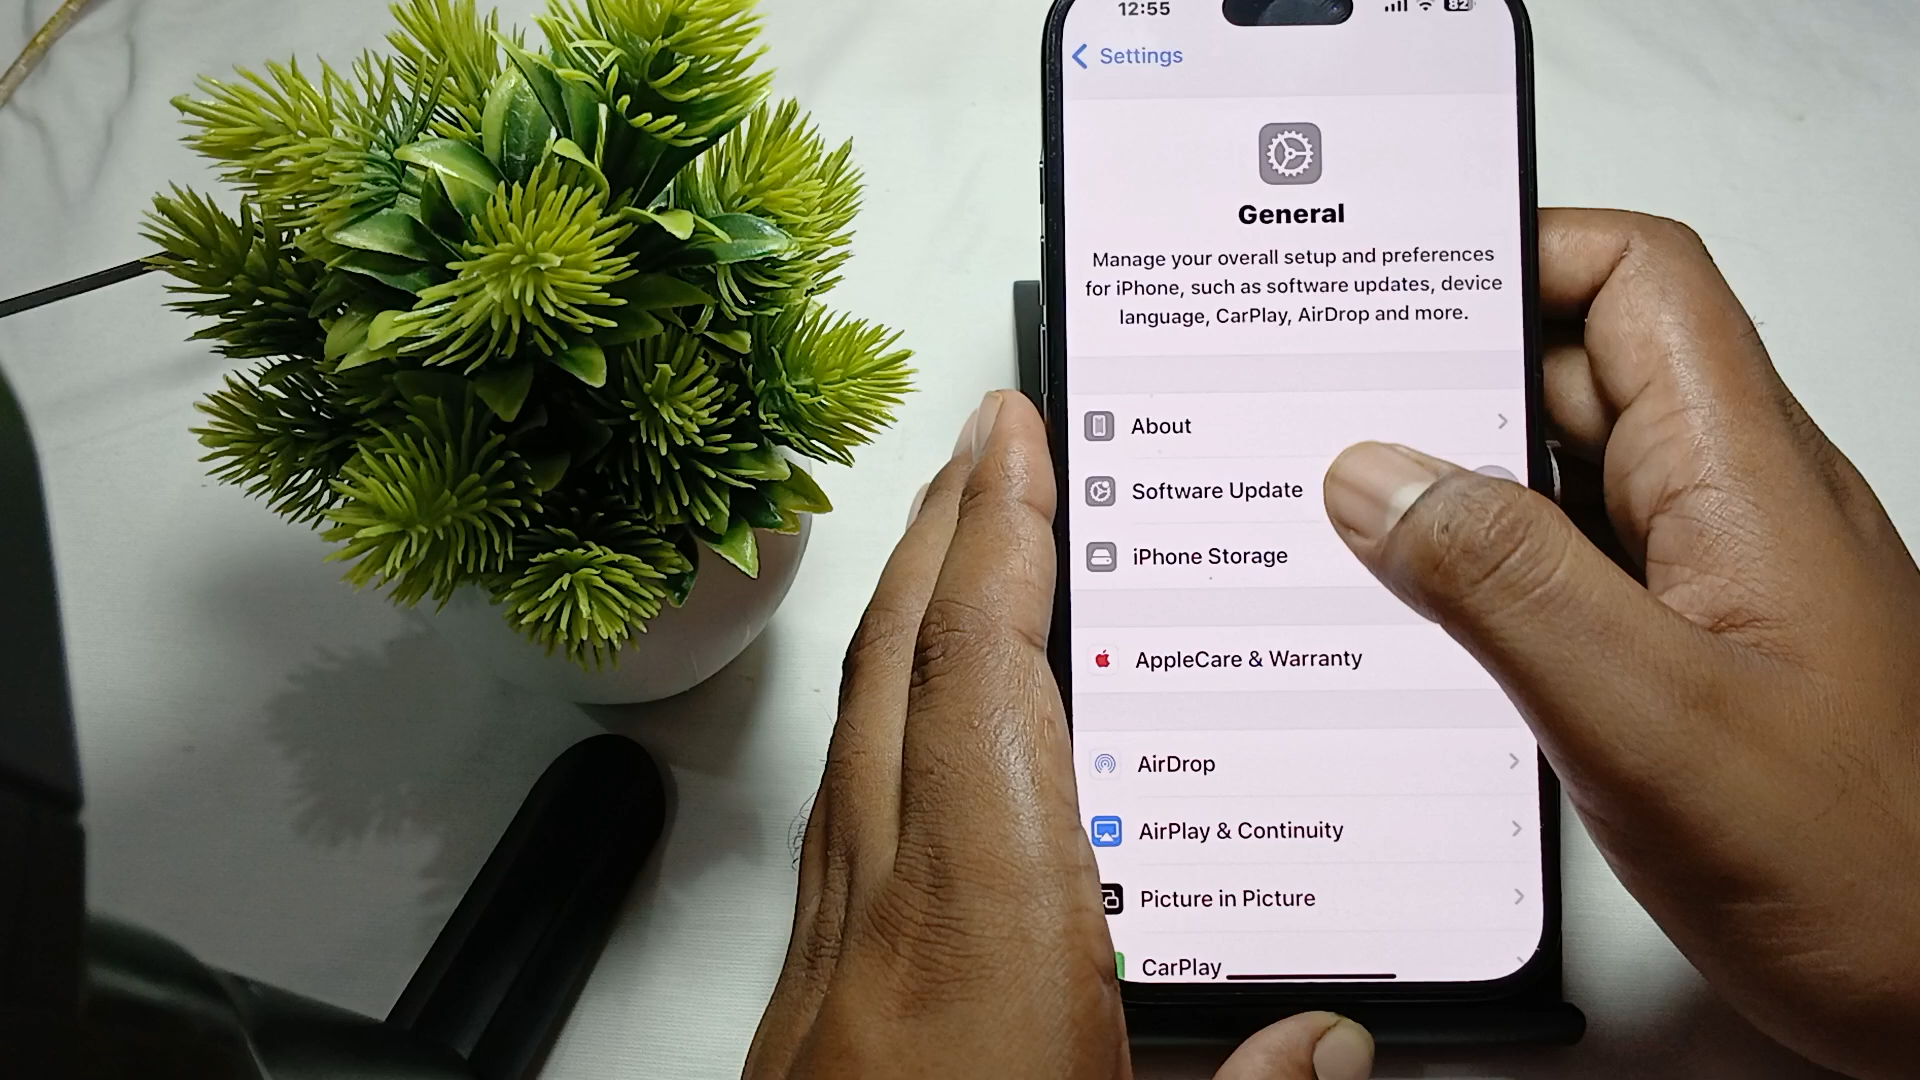 12:55
82
Settings
General
Manage your overall setup and preferences
for iPhone, such as software updates, device
language, CarPlay, AirDrop and more.
About
Software Update
iPhone Storage
AppleCare & Warranty
AirDrop
AirPlay & Continuity
Picture in Picture
CarPlay